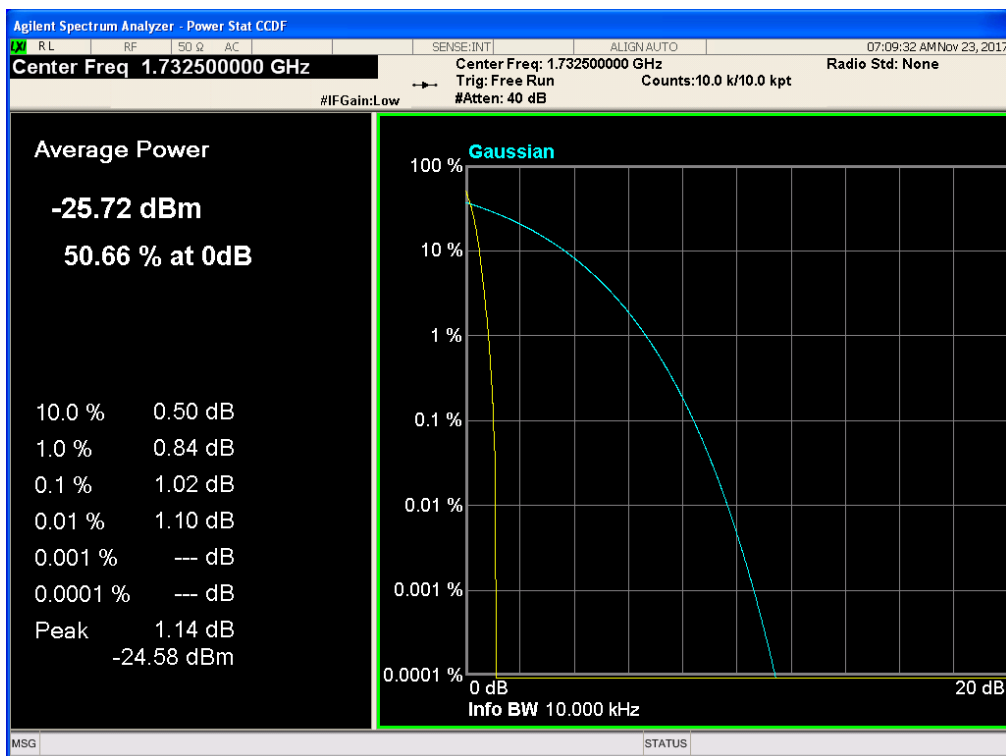 Agilent Spectrum Analyzer - Power Stat CCDF
LXI RL RF 50 Ω AC SENSE:INT ALIGN AUTO 07:09:32 AM Nov 23, 2017
Center Freq 1.732500000 GHz
Center Freq: 1.732500000 GHz Radio Std: None
Trig: Free Run Counts:10.0 k/10.0 kpt
#IFGain:Low #Atten: 40 dB
Average Power
-25.72 dBm
50.66 % at 0dB
10.0 % 0.50 dB
1.0 % 0.84 dB
0.1 % 1.02 dB
0.01 % 1.10 dB
0.001 % --- dB
0.0001 % --- dB
Peak 1.14 dB
-24.58 dBm
Gaussian
100 %
10 %
1 %
0.1 %
0.01 %
0.001 %
0.0001 %
0 dB 20 dB
Info BW 10.000 kHz
MSG STATUS